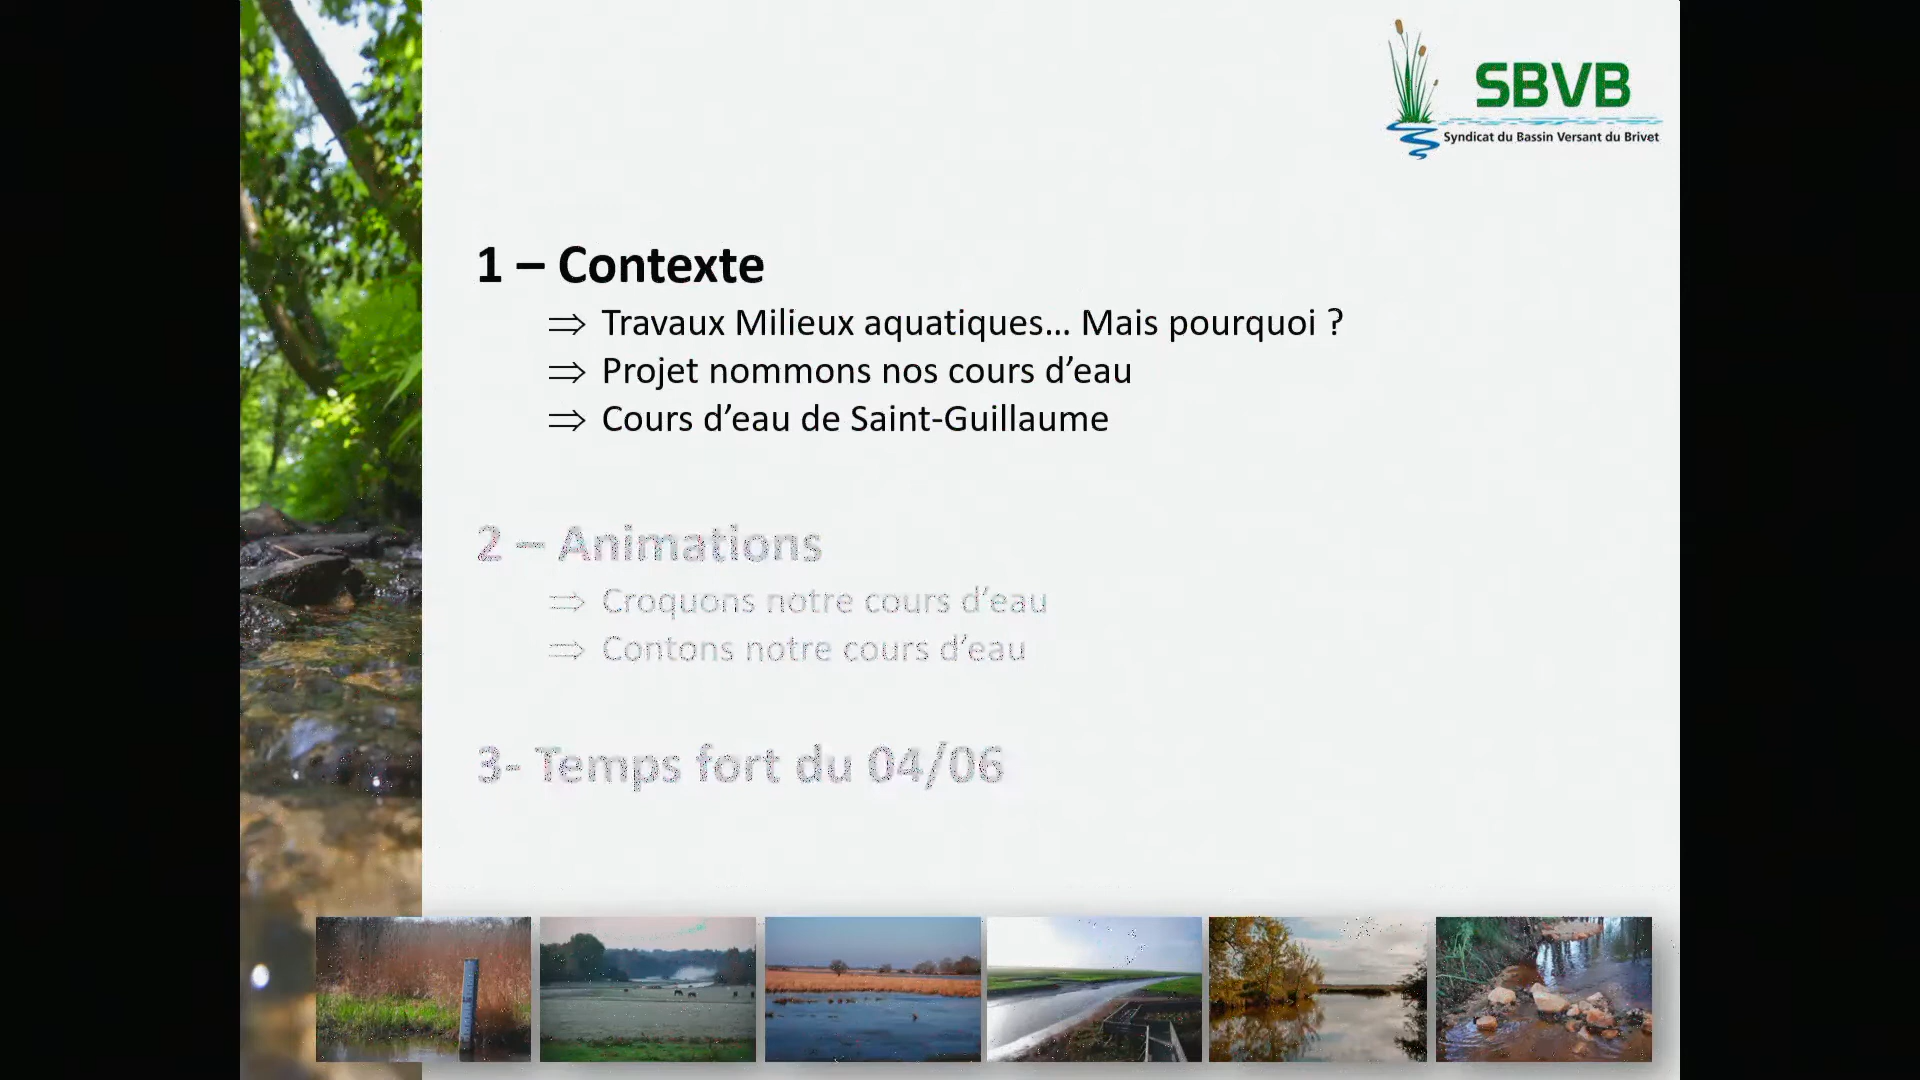 SBVB
Syndicat du Bassin Versant du Brivet
1 – Contexte
⇒ Travaux Milieux aquatiques... Mais pourquoi ?
⇒ Projet nommons nos cours d’eau
⇒ Cours d’eau de Saint-Guillaume
2 – Animations
⇒ Croquons notre cours d’eau
⇒ Contons notre cours d’eau
3- Temps fort du 04/06